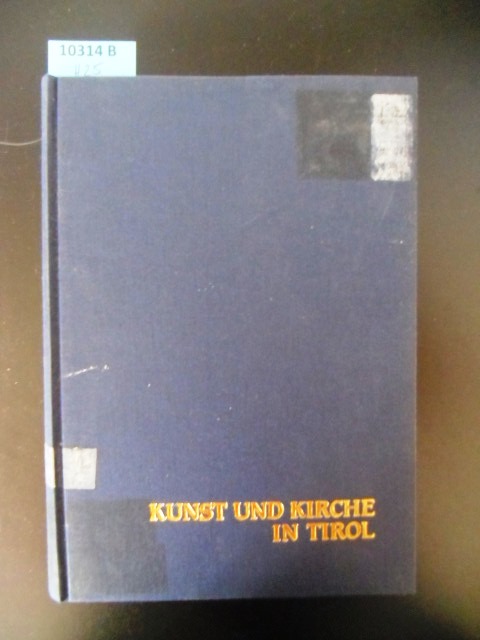 10314 B
KUNST UND KIRCHE
IN TIROL